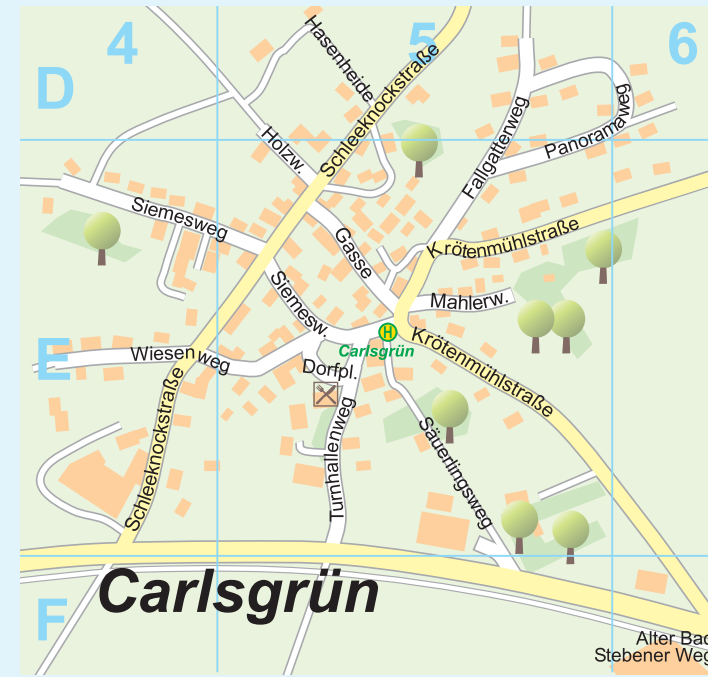 4
5
6
D
Hasenheide
Schleeknockstraße
Holzw.
Fallgatterweg
Panoramaweg
Siemesweg
Gasse
Krötenmühlstraße
Siemesw.
Mahlerw.
H
Carlsgrün
E
Wiesenweg
Dorfpl.
Krötenmühlstraße
Schleeknockstraße
Turnhallenweg
Säuerlingsweg
Carlsgrün
F
Alter Bad
Stebener Weg